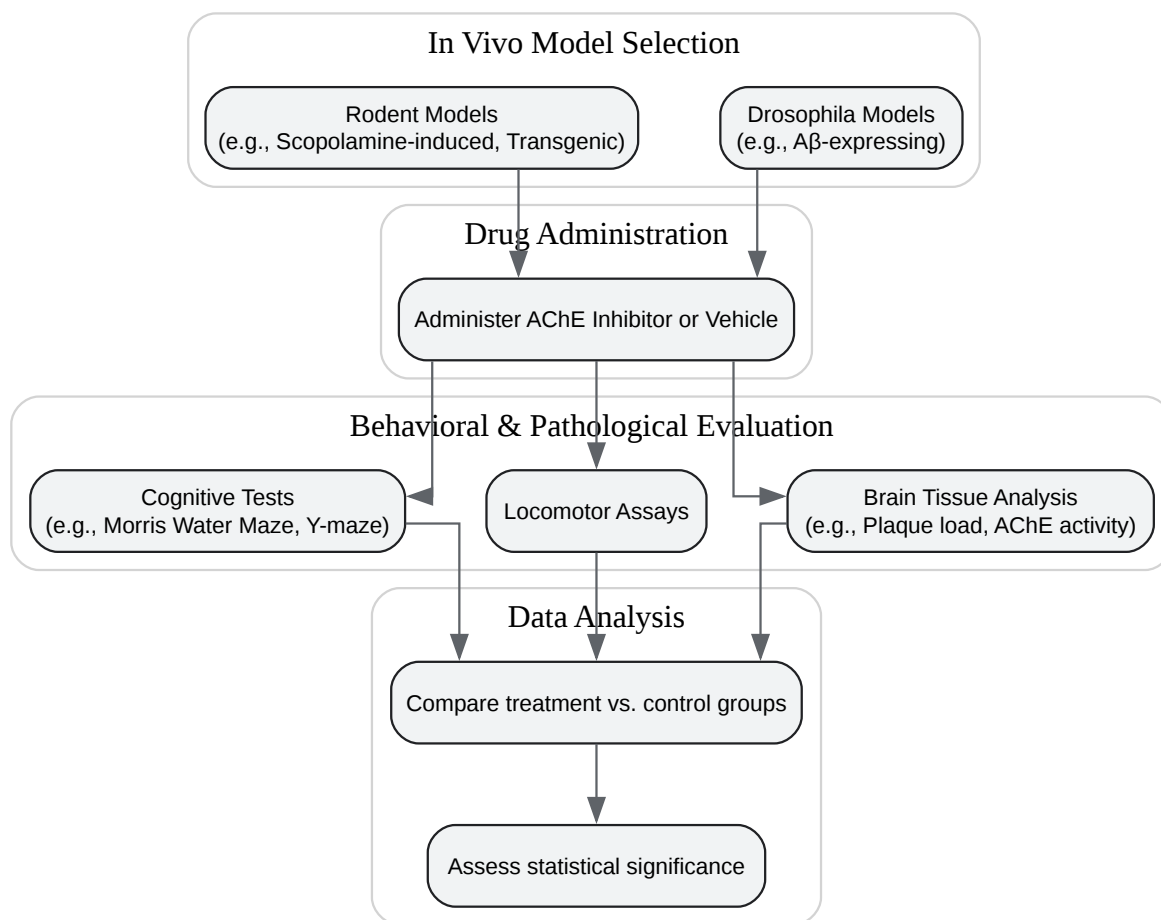 In Vivo Model Selection
Rodent Models
(e.g., Scopolamine-induced, Transgenic)
Drosophila Models
(e.g., Aβ-expressing)
Drug Administration
Administer AChE Inhibitor or Vehicle
Behavioral & Pathological Evaluation
Cognitive Tests
(e.g., Morris Water Maze, Y-maze)
Locomotor Assays
Brain Tissue Analysis
(e.g., Plaque load, AChE activity)
Data Analysis
Compare treatment vs. control groups
Assess statistical significance